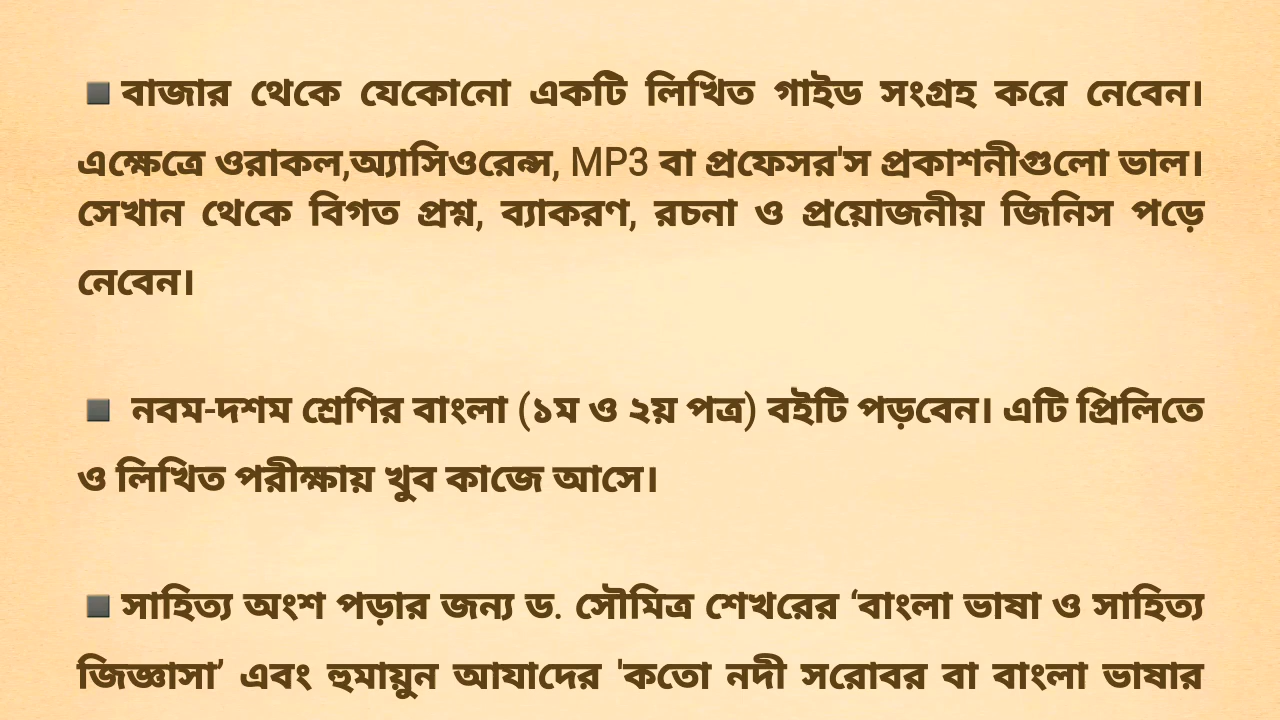 ▪বাজার থেকে যেকোনো একটি লিখিত গাইড সংগ্রহ করে নেবেন।
এক্ষেত্রে ওরাকল,অ্যাসিওরেন্স, MP3 বা প্রফেসর'স প্রকাশনীগুলো ভাল।
সেখান থেকে বিগত প্রশ্ন, ব্যাকরণ, রচনা ও প্রয়োজনীয় জিনিস পড়ে
নেবেন।
▪ নবম-দশম শ্রেণির বাংলা (১ম ও ২য় পত্র) বইটি পড়বেন। এটি প্রিলিতে
ও লিখিত পরীক্ষায় খুব কাজে আসে।
▪সাহিত্য অংশ পড়ার জন্য ড. সৌমিত্র শেখরের ‘বাংলা ভাষা ও সাহিত্য
জিজ্ঞাসা’ এবং হুমায়ুন আযাদের 'কতো নদী সরোবর বা বাংলা ভাষার